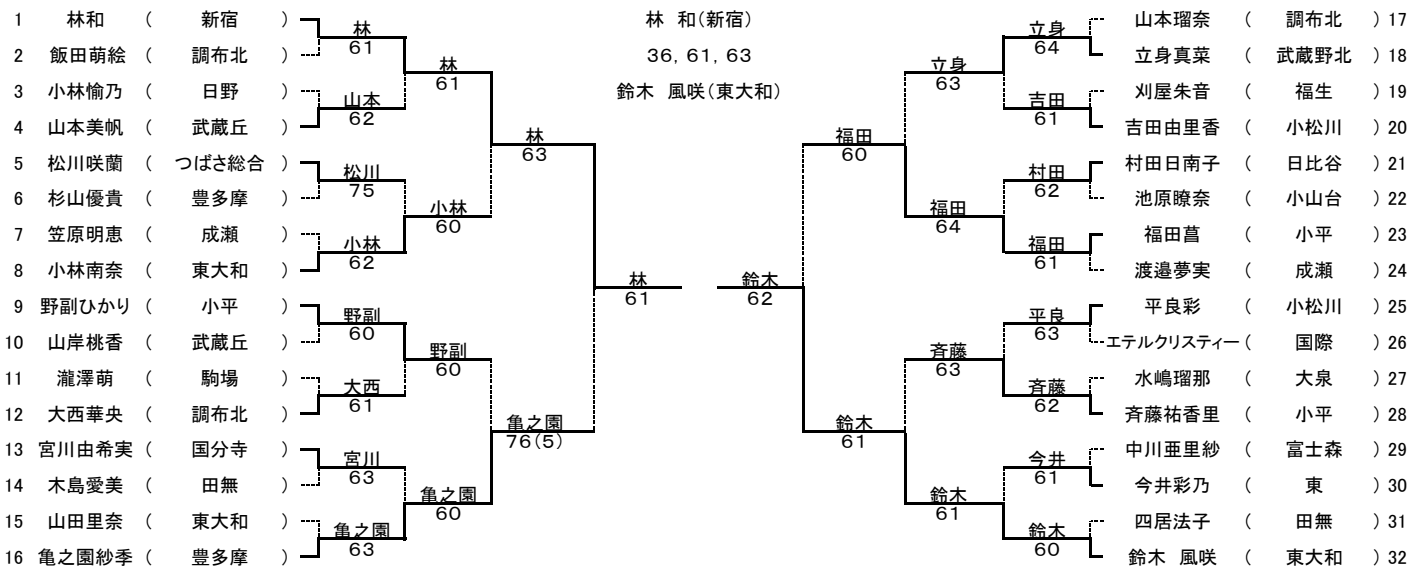 林 和(新宿)
36, 61, 63
鈴木 風咲(東大和)
1 林和 ( 新宿 )
2 飯田萌絵 ( 調布北 )
3 小林愉乃 ( 日野 )
4 山本美帆 ( 武蔵丘 )
5 松川咲蘭 ( つばさ総合 )
6 杉山優貴 ( 豊多摩 )
7 笠原明恵 ( 成瀬 )
8 小林南奈 ( 東大和 )
9 野副ひかり ( 小平 )
10 山岸桃香 ( 武蔵丘 )
11 瀧澤萌 ( 駒場 )
12 大西華央 ( 調布北 )
13 宮川由希実 ( 国分寺 )
14 木島愛美 ( 田無 )
15 山田里奈 ( 東大和 )
16 亀之園紗季 ( 豊多摩 )
林
61
山本
62
松川
75
小林
62
野副
60
大西
61
宮川
63
亀之園
63
林
61
小林
60
野副
60
亀之園
60
林
63
亀之園
76(5)
林
61
鈴木
62
福田
60
鈴木
61
立身
63
福田
64
斉藤
63
鈴木
61
立身
64
吉田
61
村田
62
福田
61
平良
63
斉藤
62
今井
61
鈴木
60
山本瑠奈 ( 調布北 ) 17
立身真菜 ( 武蔵野北 ) 18
刈屋朱音 ( 福生 ) 19
吉田由里香 ( 小松川 ) 20
村田日南子 ( 日比谷 ) 21
池原瞭奈 ( 小山台 ) 22
福田菖 ( 小平 ) 23
渡邉夢実 ( 成瀬 ) 24
平良彩 ( 小松川 ) 25
エテルクリスティー ( 国際 ) 26
水嶋瑠那 ( 大泉 ) 27
斉藤祐香里 ( 小平 ) 28
中川亜里紗 ( 富士森 ) 29
今井彩乃 ( 東 ) 30
四居法子 ( 田無 ) 31
鈴木 風咲 ( 東大和 ) 32